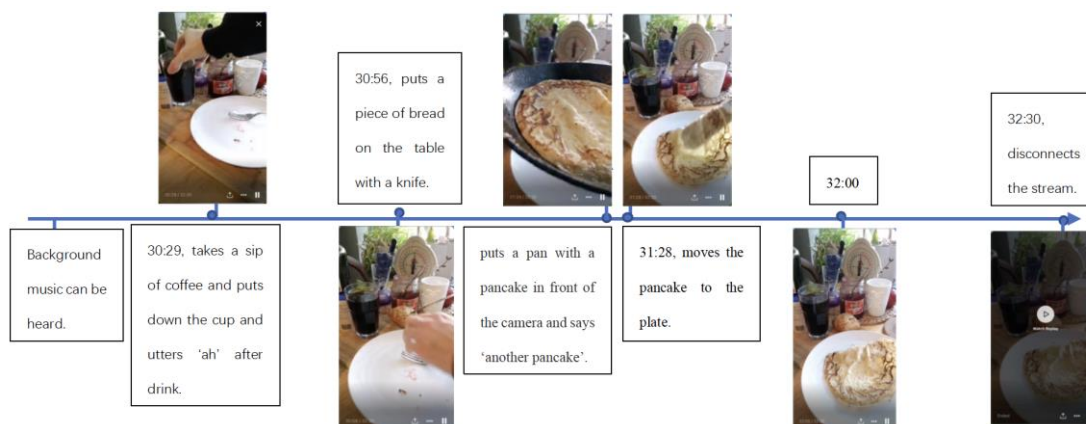 30:56, puts a
piece of bread
on the table
with a knife.
32:00
32:30,
disconnects
the stream.
Background
music can be
heard.
30:29, takes a sip
of coffee and puts
down the cup and
utters ‘ah’ after
drink.
puts a pan with a
pancake in front of
the camera and says
‘another pancake’.
31:28, moves the
pancake to the
plate.